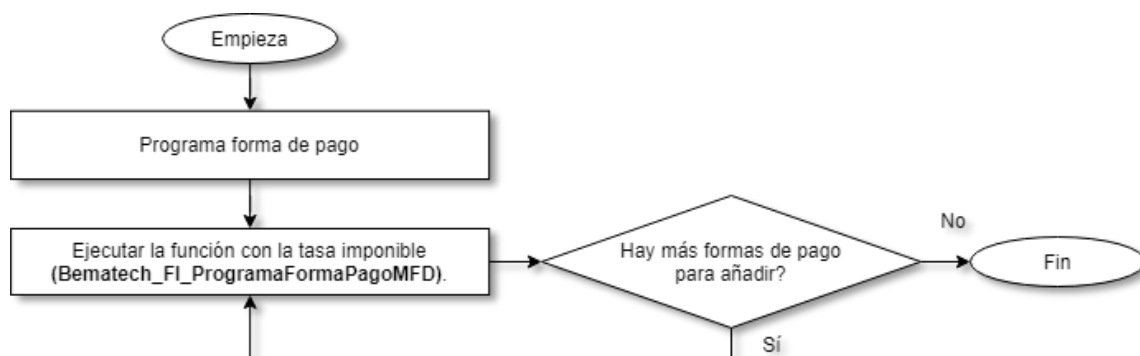 Empieza
Programa forma de pago
Ejecutar la función con la tasa imponible
(Bematech_FI_ProgramaFormaPagoMFD).
Hay más formas de pago
para añadir?
No
Fin
Sí